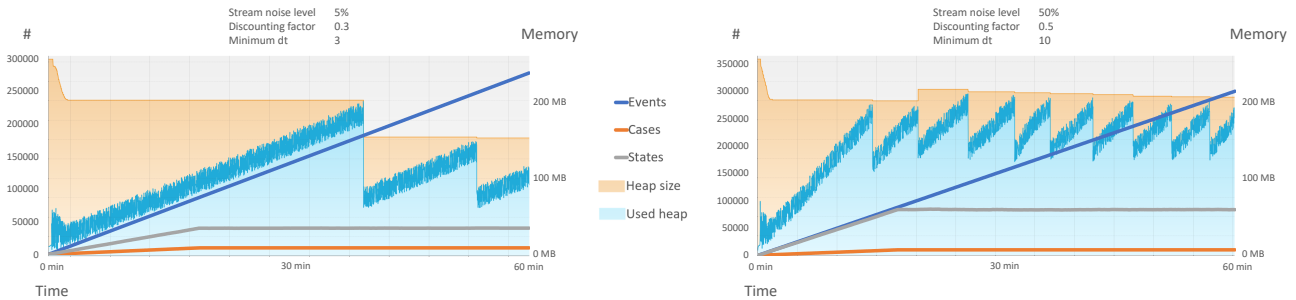 Stream noise level 5%
Discounting factor 0.3
Minimum dt 3
# Memory
300000
250000
200000
150000
100000
50000
0
200 MB
100 MB
0 MB
0 min 30 min 60 min
Time
Events
Cases
States
Heap size
Used heap
Stream noise level 50%
Discounting factor 0.5
Minimum dt 10
# Memory
350000
300000
250000
200000
150000
100000
50000
0
200 MB
100 MB
0 MB
0 min 30 min 60 min
Time